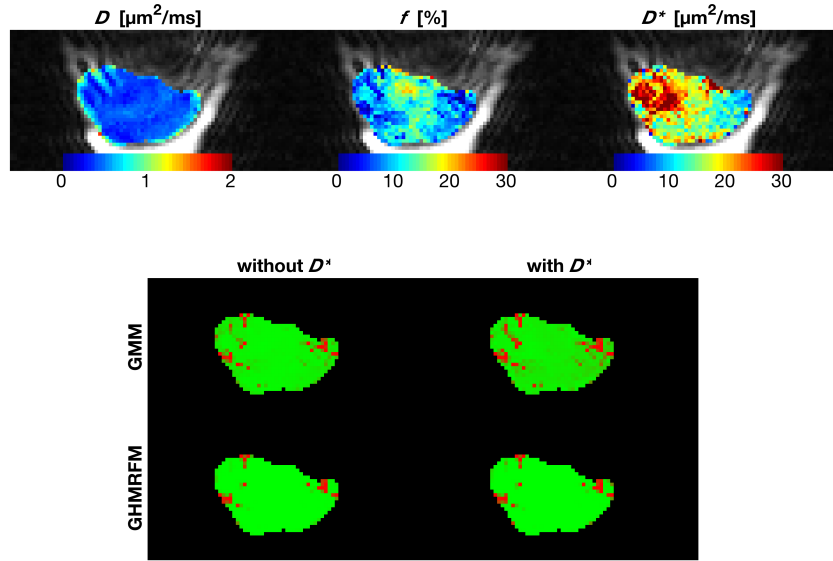 D [µm²/ms] f [%] D* [µm²/ms]
0 1 2 0 10 20 30 0 10 20 30
without D* with D*
GMM
GHMRFM